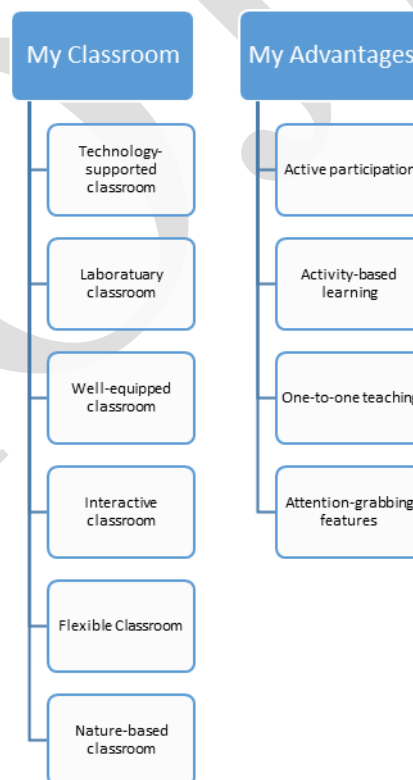 My Classroom
Technology-
supported
classroom
Laboratuary
classroom
Well-equipped
classroom
Interactive
classroom
Flexible Classroom
Nature-based
classroom
My Advantages
Active participation
Activity-based
learning
One-to-one teaching
Attention-grabbing
features